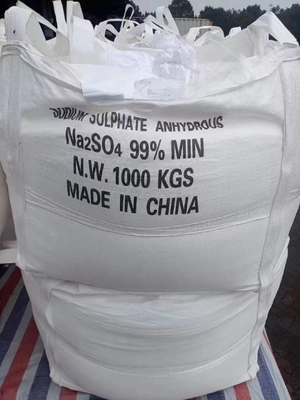 SODIUM SULPHATE ANHYDROUS
Na₂SO₄ 99% MIN
N.W. 1000 KGS
MADE IN CHINA